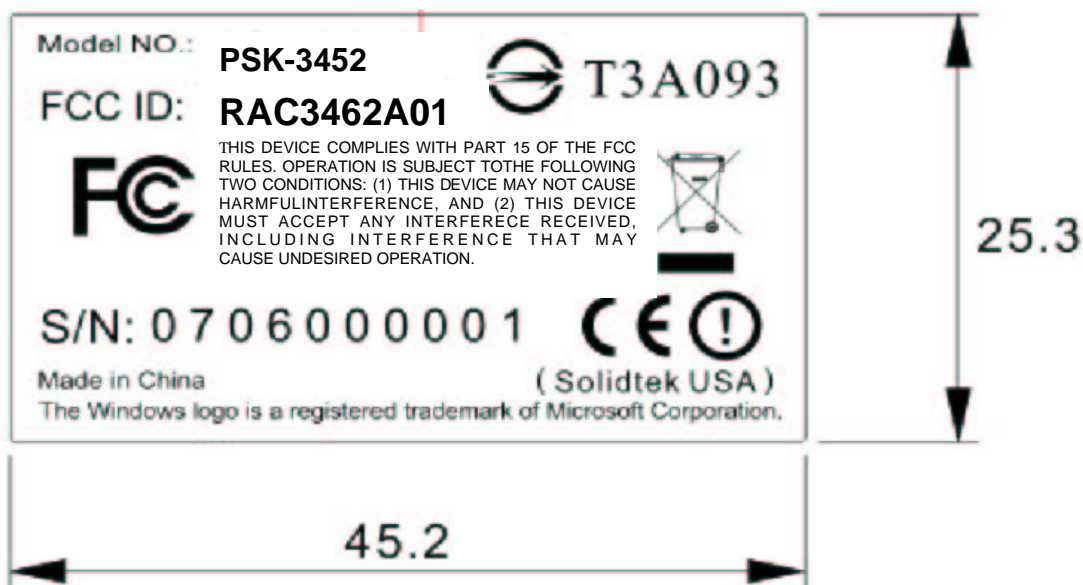 Model NO.: PSK-3452
T3A093
FCC ID: RAC3462A01
FC
THIS DEVICE COMPLIES WITH PART 15 OF THE FCC
RULES. OPERATION IS SUBJECT TOTHE FOLLOWING
TWO CONDITIONS: (1) THIS DEVICE MAY NOT CAUSE
HARMFULINTERFERENCE, AND (2) THIS DEVICE
MUST ACCEPT ANY INTERFERECE RECEIVED,
INCLUDING INTERFERENCE THAT MAY
CAUSE UNDESIRED OPERATION.
25.3
S/N: 0706000001
CE
Made in China
(Solidtek USA)
The Windows logo is a registered trademark of Microsoft Corporation.
45.2